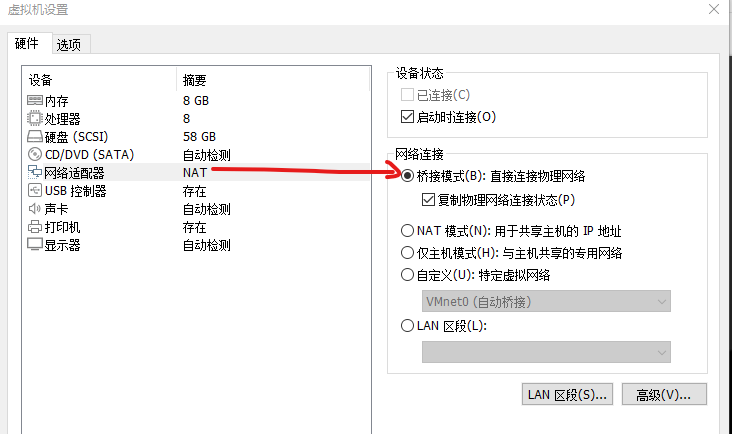 虚拟机设置
硬件 选项
设备 摘要
内存 8 GB
处理器 8
硬盘 (SCSI) 58 GB
CD/DVD (SATA) 自动检测
网络适配器 NAT
USB 控制器 存在
声卡 自动检测
打印机 存在
显示器 自动检测
设备状态
已连接(C)
启动时连接(O)
网络连接
桥接模式(B): 直接连接物理网络
复制物理网络连接状态(P)
NAT 模式(N): 用于共享主机的 IP 地址
仅主机模式(H): 与主机共享的专用网络
自定义(U): 特定虚拟网络
VMnet0 (自动桥接)
LAN 区段(L):
LAN 区段(S)... 高级(V)...